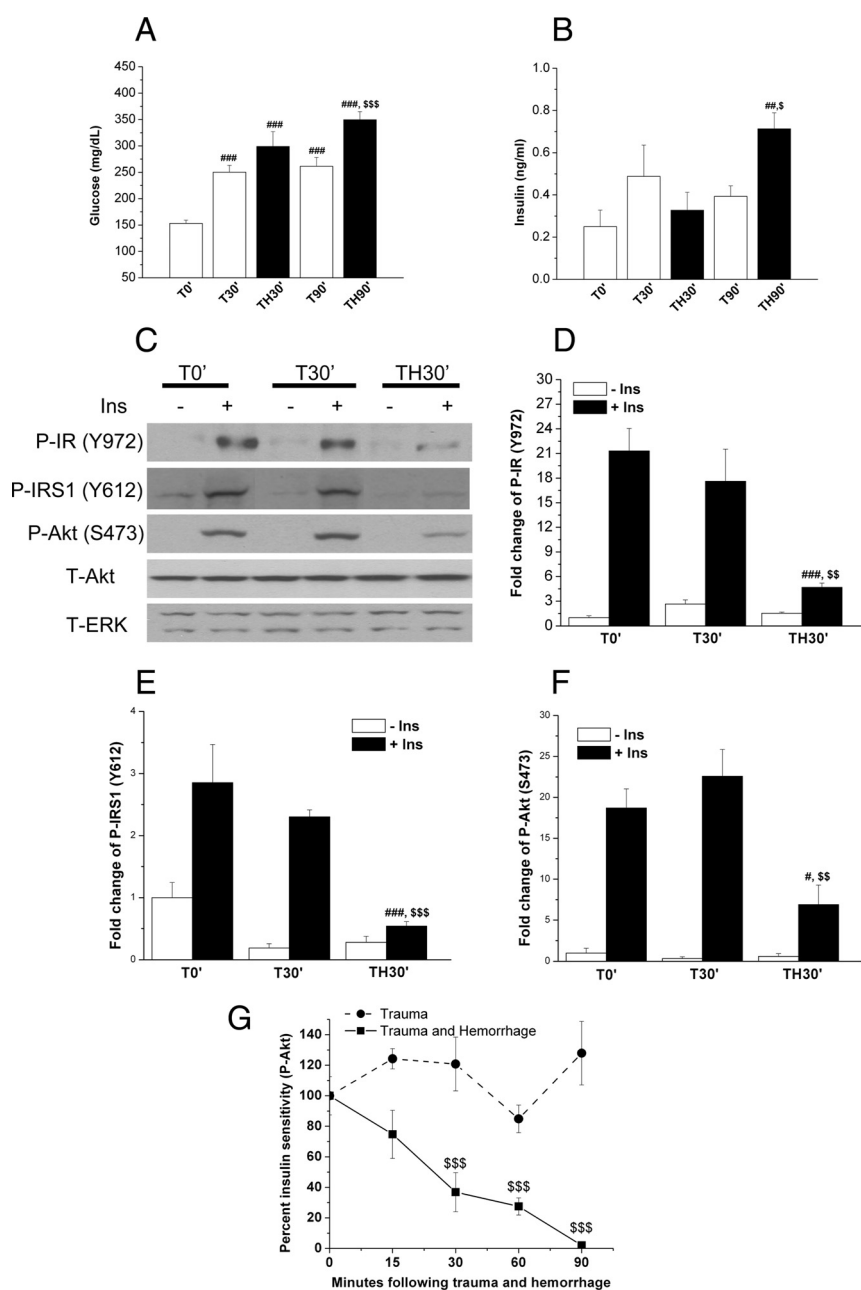 A
Glucose (mg/dL)
450
400
350
300
250
200
150
100
50
###
###
###
###, $$$
T0'
T30'
TH30'
T90'
TH90'
B
Insulin (ng/ml)
1.0
0.8
0.6
0.4
0.2
0.0
##,$
T0'
T30'
TH30'
T90'
TH90'
C
T0' T30' TH30'
Ins - + - + - +
P-IR (Y972)
P-IRS1 (Y612)
P-Akt (S473)
T-Akt
T-ERK
D
Fold change of P-IR (Y972)
30
27
24
21
18
15
12
9
6
3
0
- Ins
+ Ins
###, $$
T0' T30' TH30'
E
Fold change of P-IRS1 (Y612)
4
3
2
1
0
- Ins
+ Ins
###, $$$
T0' T30' TH30'
F
Fold change of P-Akt (S473)
30
25
20
15
10
5
0
- Ins
+ Ins
#, $$
T0' T30' TH30'
G
Percent insulin sensitivity (P-Akt)
Trauma
Trauma and Hemorrhage
140
120
100
80
60
40
20
0
$$$
$$$
$$$
0 15 30 60 90
Minutes following trauma and hemorrhage